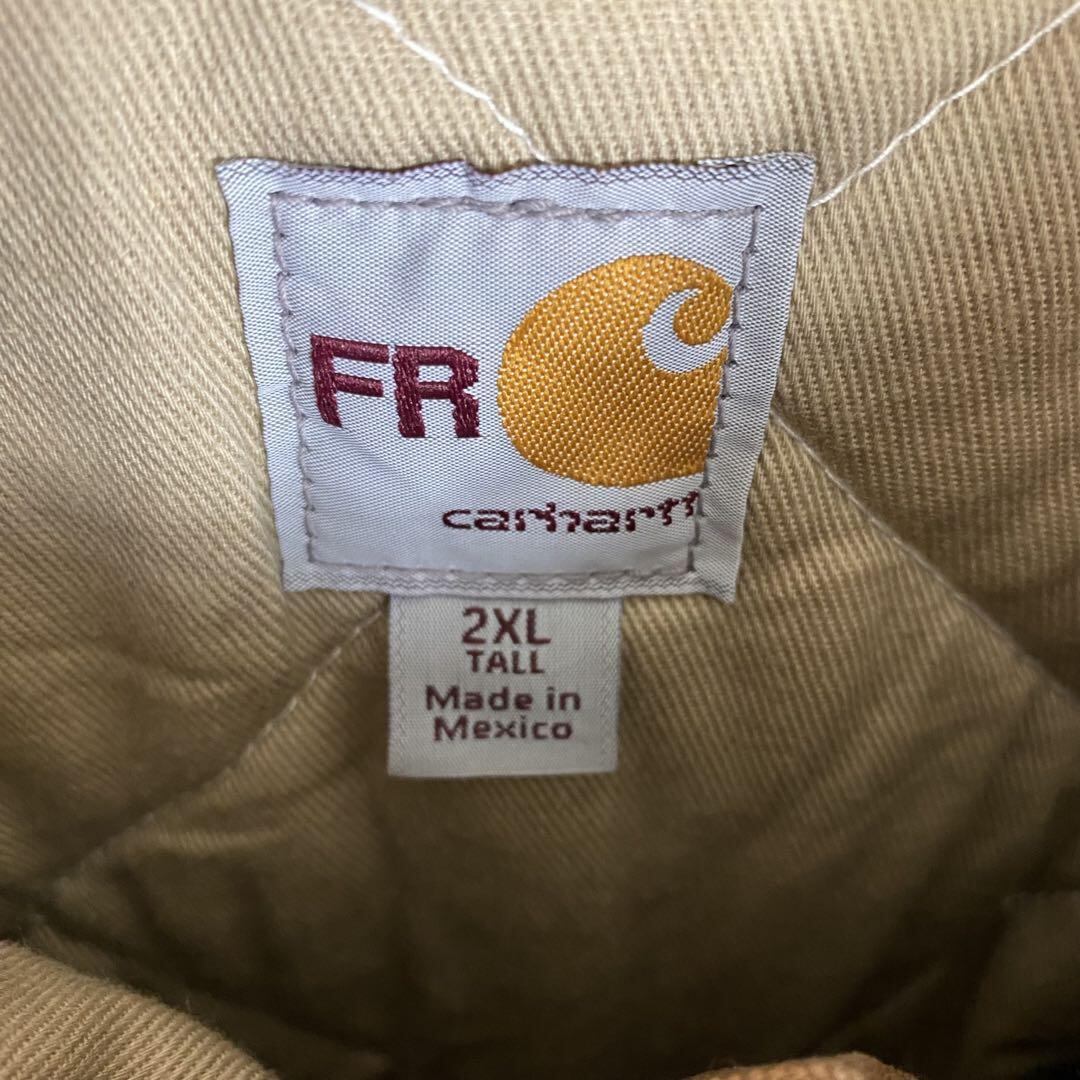 FR
carhartt
2XL
TALL
Made in
Mexico